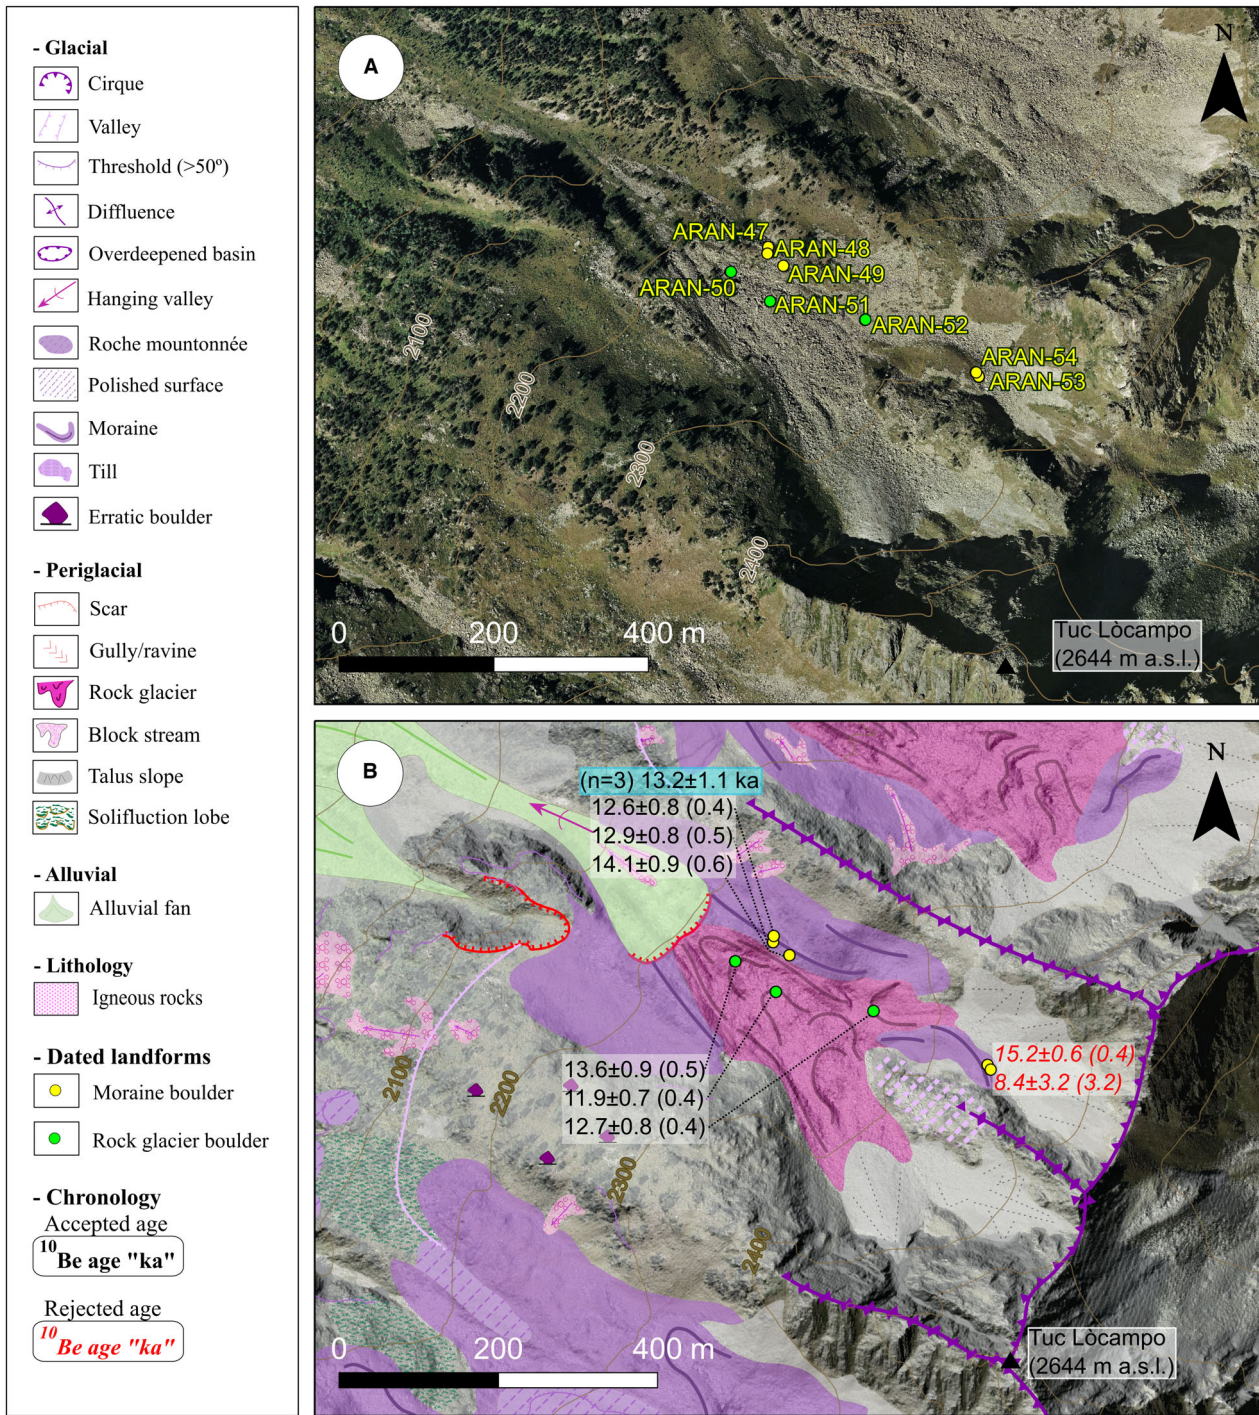 - Glacial
Cirque
Valley
Threshold (>50º)
Diffluence
Overdeepened basin
Hanging valley
Roche mountonnée
Polished surface
Moraine
Till
Erratic boulder
- Periglacial
Scar
Gully/ravine
Rock glacier
Block stream
Talus slope
Solifluction lobe
- Alluvial
Alluvial fan
- Lithology
Igneous rocks
- Dated landforms
Moraine boulder
Rock glacier boulder
- Chronology
Accepted age
10Be age "ka"
Rejected age
10Be age "ka"
A
N
ARAN-47
ARAN-48
ARAN-49
ARAN-50
ARAN-51
ARAN-52
ARAN-54
ARAN-53
2100
2200
2300
2400
0 200 400 m
Tuc Lòcampo
(2644 m a.s.l.)
B
N
(n=3) 13.2±1.1 ka
12.6±0.8 (0.4)
12.9±0.8 (0.5)
14.1±0.9 (0.6)
13.6±0.9 (0.5)
11.9±0.7 (0.4)
12.7±0.8 (0.4)
15.2±0.6 (0.4)
8.4±3.2 (3.2)
2100
2200
2300
2400
0 200 400 m
Tuc Lòcampo
(2644 m a.s.l.)